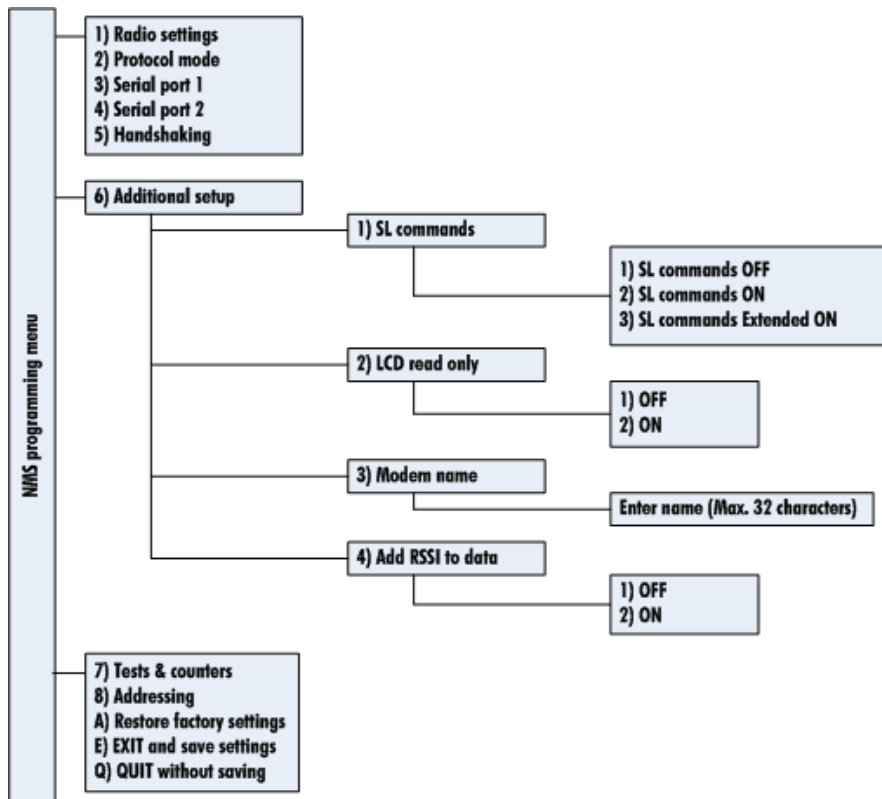 NMS programming menu
1) Radio settings
2) Protocol mode
3) Serial port 1
4) Serial port 2
5) Handshaking
6) Additional setup
1) SL commands
1) SL commands OFF
2) SL commands ON
3) SL commands Extended ON
2) LCD read only
1) OFF
2) ON
3) Modem name
Enter name (Max. 32 characters)
4) Add RSSI to data
1) OFF
2) ON
7) Tests & counters
8) Addressing
A) Restore factory settings
E) EXIT and save settings
Q) QUIT without saving